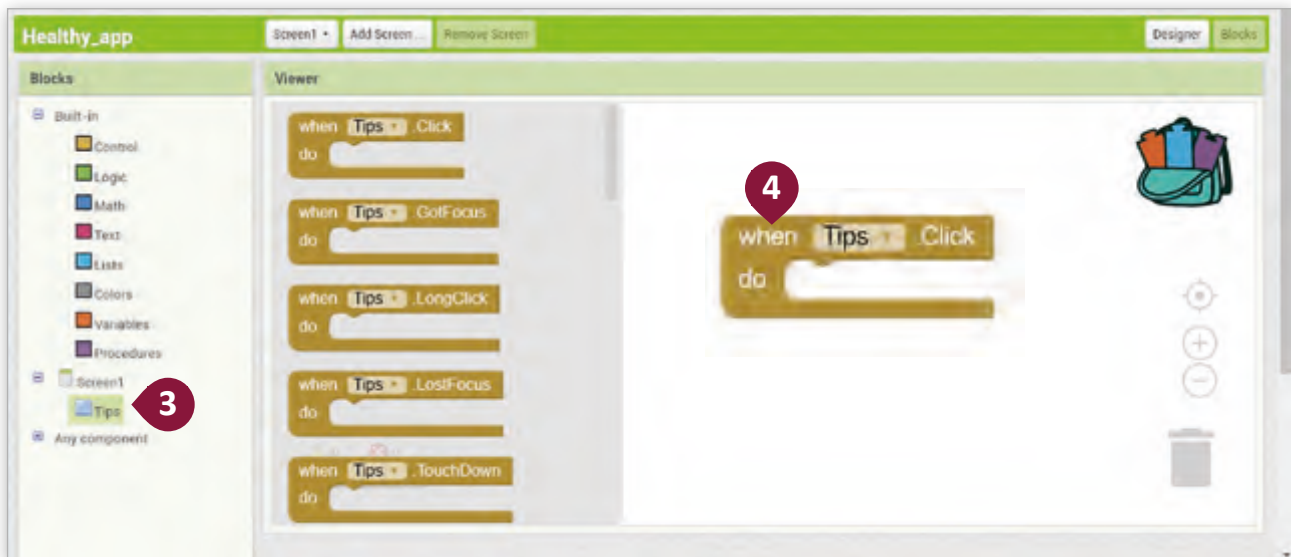 Healthy_app
Screen1
Add Screen ...
Remove Screen
Designer
Blocks
Blocks
Viewer
Built-in
Control
Logic
Math
Text
Lists
Colors
Variables
Procedures
Screen1
Tips
3
Any component
when Tips .Click
do
when Tips .GotFocus
do
when Tips .LongClick
do
when Tips .LostFocus
do
when Tips .TouchDown
do
4
when Tips .Click
do